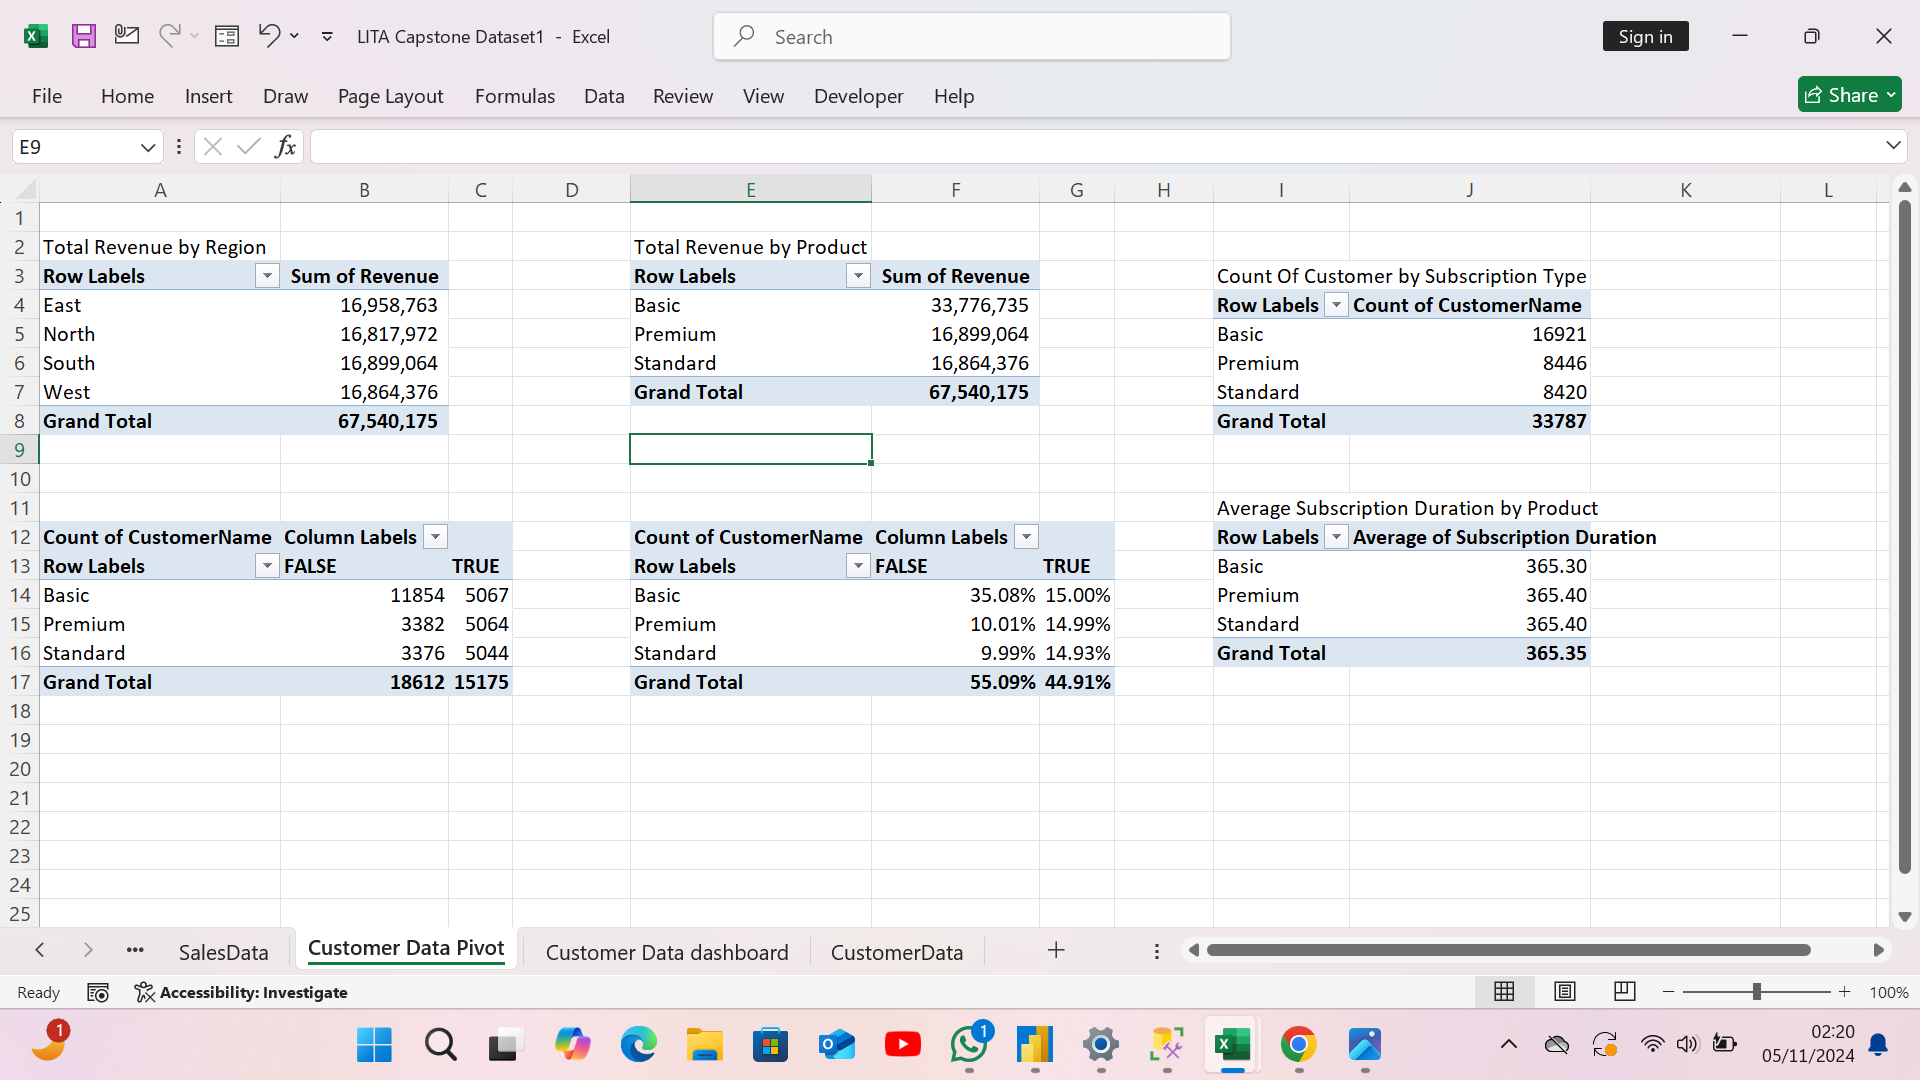 LITA Capstone Dataset1 - Excel
Search
Sign in
File Home Insert Draw Page Layout Formulas Data Review View Developer Help
Share
E9
fx
A B C D E F G H I J K L
1
2 Total Revenue by Region Total Revenue by Product
3 Row Labels Sum of Revenue Row Labels Sum of Revenue Count Of Customer by Subscription Type
4 East 16,958,763 Basic 33,776,735 Row Labels Count of CustomerName
5 North 16,817,972 Premium 16,899,064 Basic 16921
6 South 16,899,064 Standard 16,864,376 Premium 8446
7 West 16,864,376 Grand Total 67,540,175 Standard 8420
8 Grand Total 67,540,175 Grand Total 33787
9
10
11 Average Subscription Duration by Product
12 Count of CustomerName Column Labels Count of CustomerName Column Labels Row Labels Average of Subscription Duration
13 Row Labels FALSE TRUE Row Labels FALSE TRUE Basic 365.30
14 Basic 11854 5067 Basic 35.08% 15.00% Premium 365.40
15 Premium 3382 5064 Premium 10.01% 14.99% Standard 365.40
16 Standard 3376 5044 Standard 9.99% 14.93% Grand Total 365.35
17 Grand Total 18612 15175 Grand Total 55.09% 44.91%
18
19
20
21
22
23
24
25
SalesData Customer Data Pivot Customer Data dashboard CustomerData
Ready Accessibility: Investigate 100%
1
1
02:20
05/11/2024